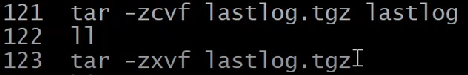 121 tar -zcvf lastlog.tgz lastlog
122 ll
123 tar -zxvf lastlog.tgz